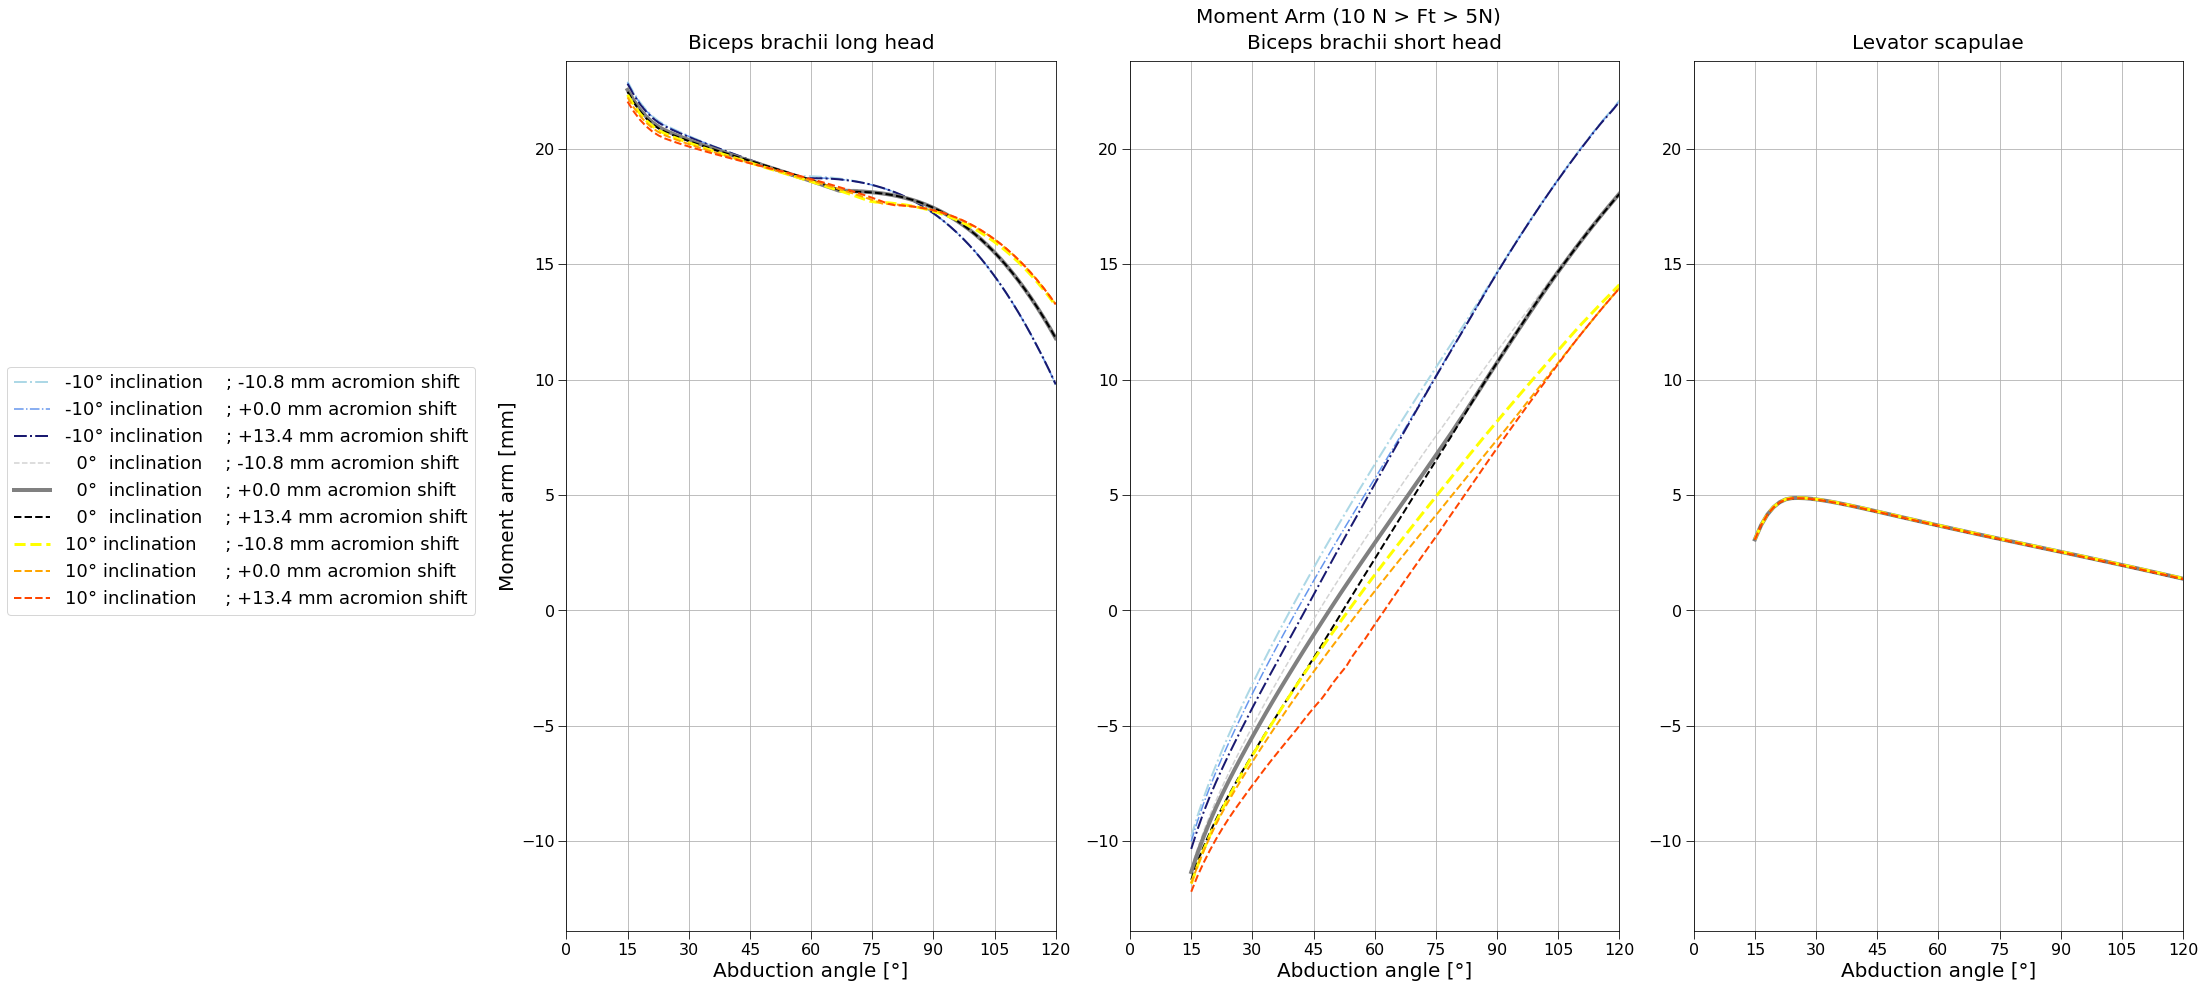 Moment Arm (10 N > Ft > 5N)
Biceps brachii long head
Biceps brachii short head
Levator scapulae
-10° inclination ; -10.8 mm acromion shift
-10° inclination ; +0.0 mm acromion shift
-10° inclination ; +13.4 mm acromion shift
0° inclination ; -10.8 mm acromion shift
0° inclination ; +0.0 mm acromion shift
0° inclination ; +13.4 mm acromion shift
10° inclination ; -10.8 mm acromion shift
10° inclination ; +0.0 mm acromion shift
10° inclination ; +13.4 mm acromion shift
Moment arm [mm]
20
15
10
5
0
−5
−10
0 15 30 45 60 75 90 105 120
Abduction angle [°]
20
15
10
5
0
−5
−10
0 15 30 45 60 75 90 105 120
Abduction angle [°]
20
15
10
5
0
−5
−10
0 15 30 45 60 75 90 105 120
Abduction angle [°]